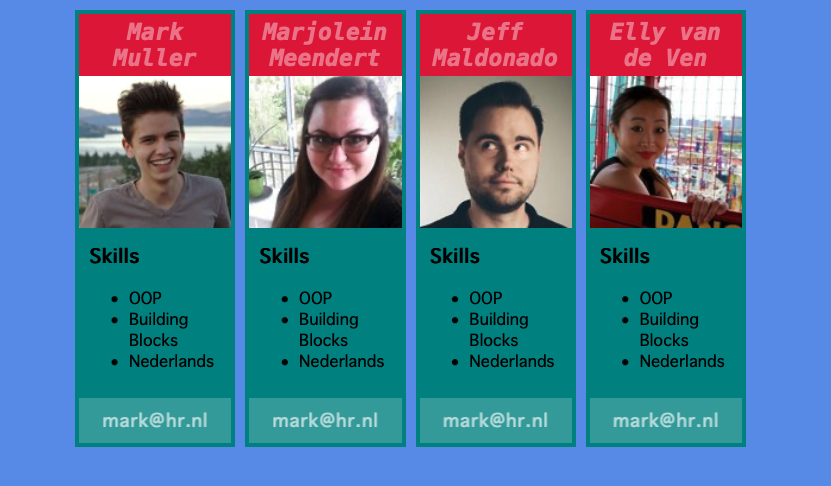 Mark
Muller
Skills
OOP
Building
Blocks
Nederlands
mark@hr.nl
Marjolein
Meendert
Skills
OOP
Building
Blocks
Nederlands
mark@hr.nl
Jeff
Maldonado
Skills
OOP
Building
Blocks
Nederlands
mark@hr.nl
Elly van
de Ven
Skills
OOP
Building
Blocks
Nederlands
mark@hr.nl